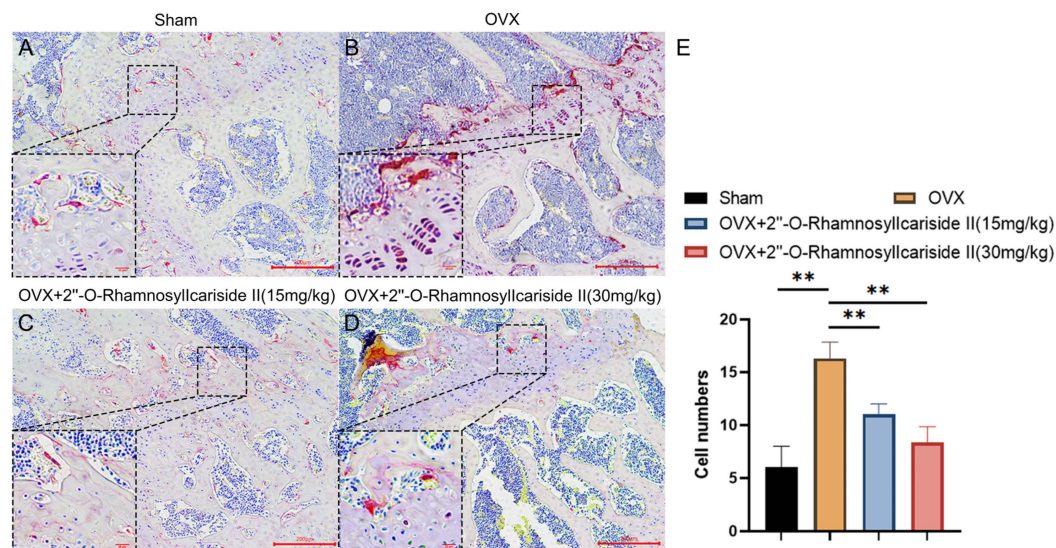 Sham
OVX
A
B
E
Sham
OVX
OVX+2"-O-RhamnosylIcariside II(15mg/kg)
OVX+2"-O-RhamnosylIcariside II(30mg/kg)
OVX+2"-O-RhamnosylIcariside II(15mg/kg)
OVX+2"-O-RhamnosylIcariside II(30mg/kg)
C
D
**
**
**
20
15
10
5
0
Cell numbers
200μm